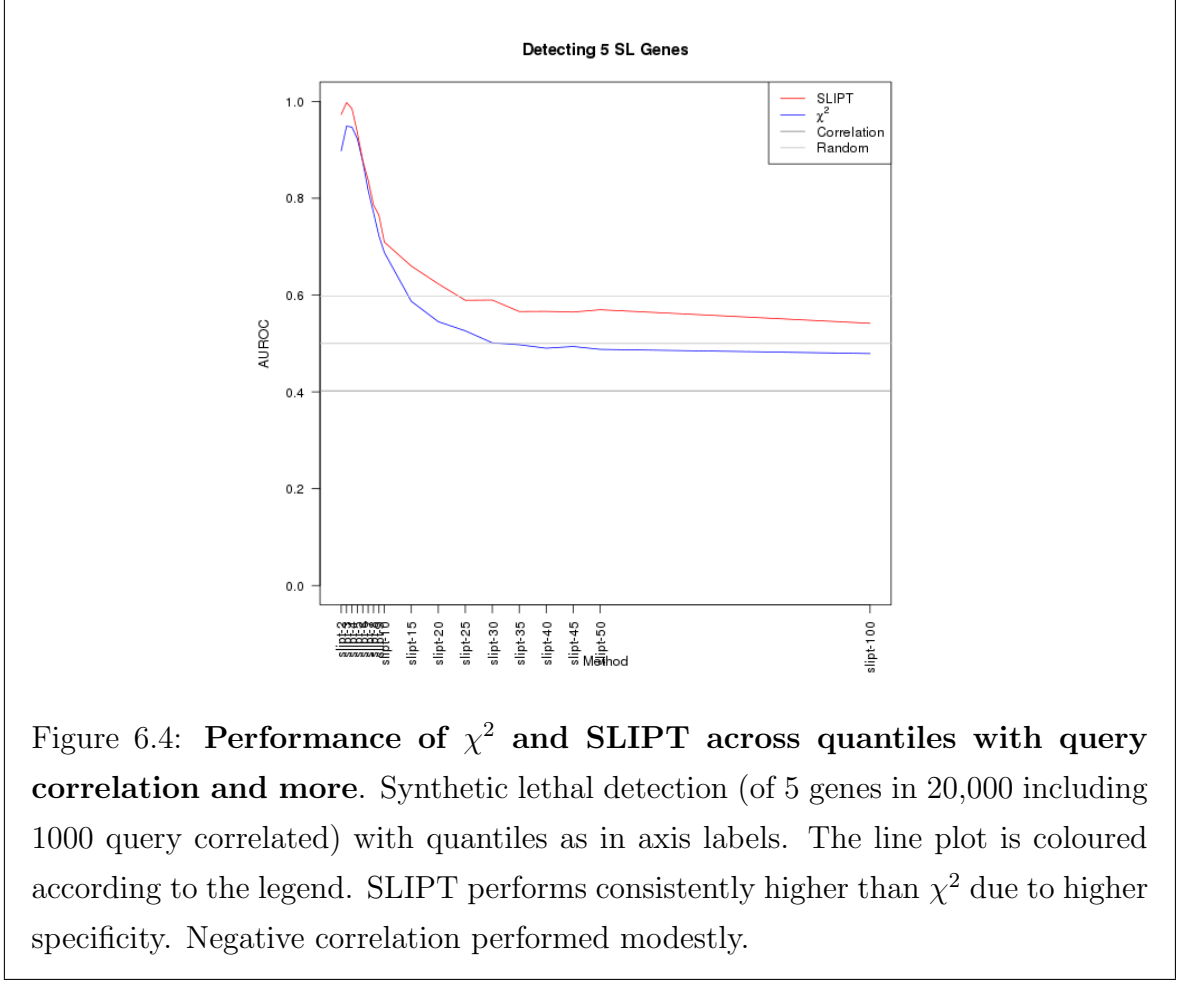 Detecting 5 SL Genes
SLIPT
χ²
Correlation
Random
AUROC
1.0
0.8
0.6
0.4
0.2
0.0
slipt-2
slipt-10
slipt-15
slipt-20
slipt-25
slipt-30
slipt-35
slipt-40
slipt-45
slipt-50
slipt-100
Method
Figure 6.4: Performance of χ² and SLIPT across quantiles with query
correlation and more. Synthetic lethal detection (of 5 genes in 20,000 including
1000 query correlated) with quantiles as in axis labels. The line plot is coloured
according to the legend. SLIPT performs consistently higher than χ² due to higher
specificity. Negative correlation performed modestly.